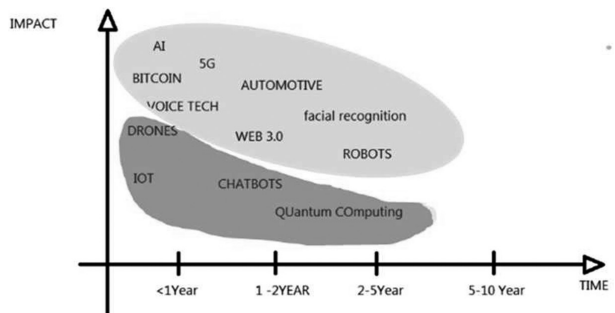 IMPACT
AI
5G
BITCOIN
AUTOMOTIVE
VOICE TECH
facial recognition
DRONES
WEB 3.0
ROBOTS
IOT
CHATBOTS
QUantum COmputing
<1Year
1 -2YEAR
2-5Year
5-10 Year
TIME